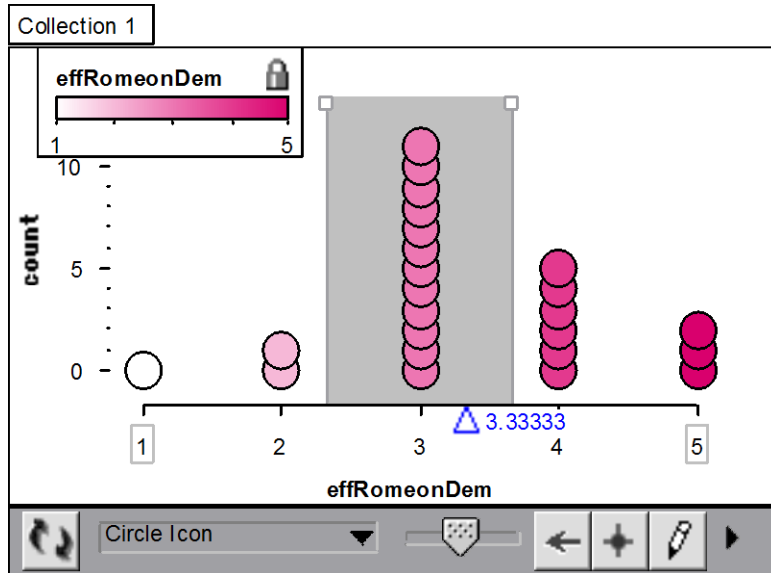 Collection 1
effRomeonDem
1 5
10
5
0
count
3.33333
1 2 3 4 5
effRomeonDem
Circle Icon